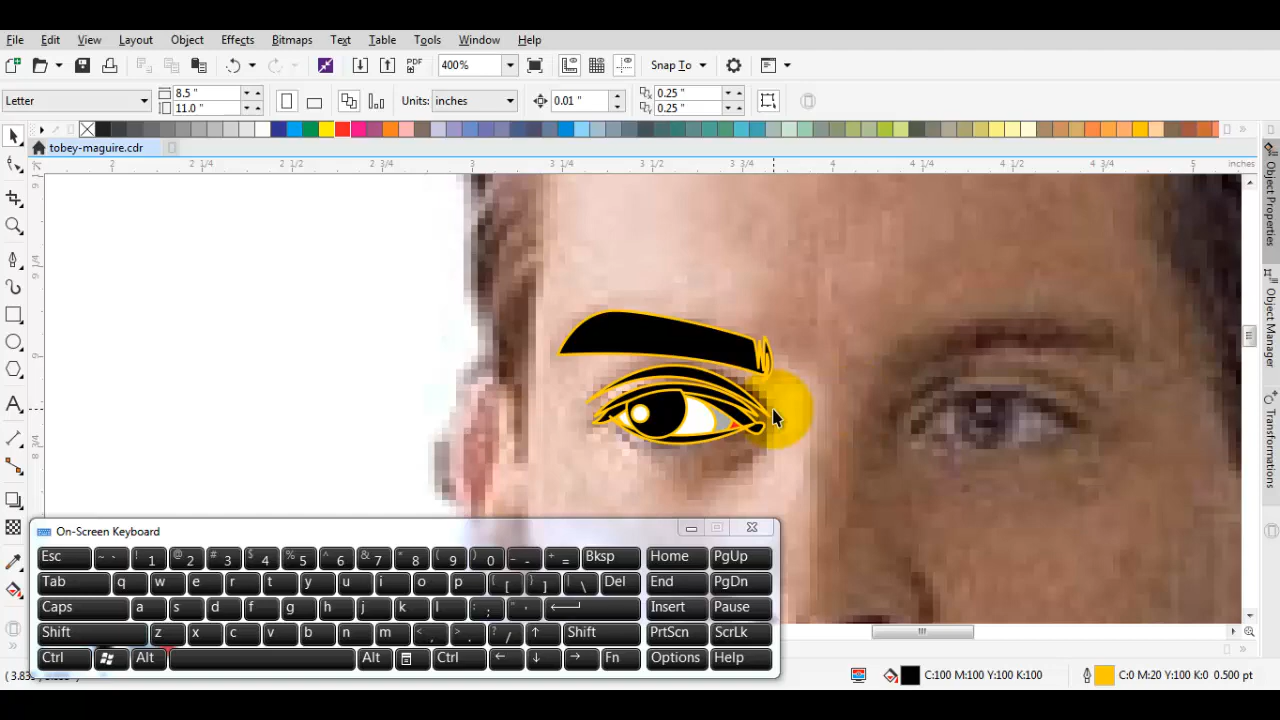 File Edit View Layout Object Effects Bitmaps Text Table Tools Window Help
PDF 400% Snap To
Letter 8.5 " 11.0 " Units: inches 0.01 " 0.25 " 0.25 "
tobey-maguire.cdr
2 2 1/4 2 1/2 2 3/4 3 3 1/4 3 1/2 3 3/4 4 4 1/4 4 1/2 4 3/4 5 inches
Object Properties
Object Manager
Transformations
On-Screen Keyboard
Esc ~ ` ! 1 @ 2 # 3 $ 4 % 5 ^ 6 & 7 * 8 ( 9 ) 0 _ - + = Bksp Home PgUp
Tab q w e r t y u i o p { [ } ] | \ Del End PgDn
Caps a s d f g h j k l : ; " ' Insert Pause
Shift z x c v b n m < , > . ? / ↑ Shift PrtScn ScrLk
Ctrl Alt Alt Ctrl ← ↓ → Fn Options Help
C:100 M:100 Y:100 K:100 C:0 M:20 Y:100 K:0 0.500 pt